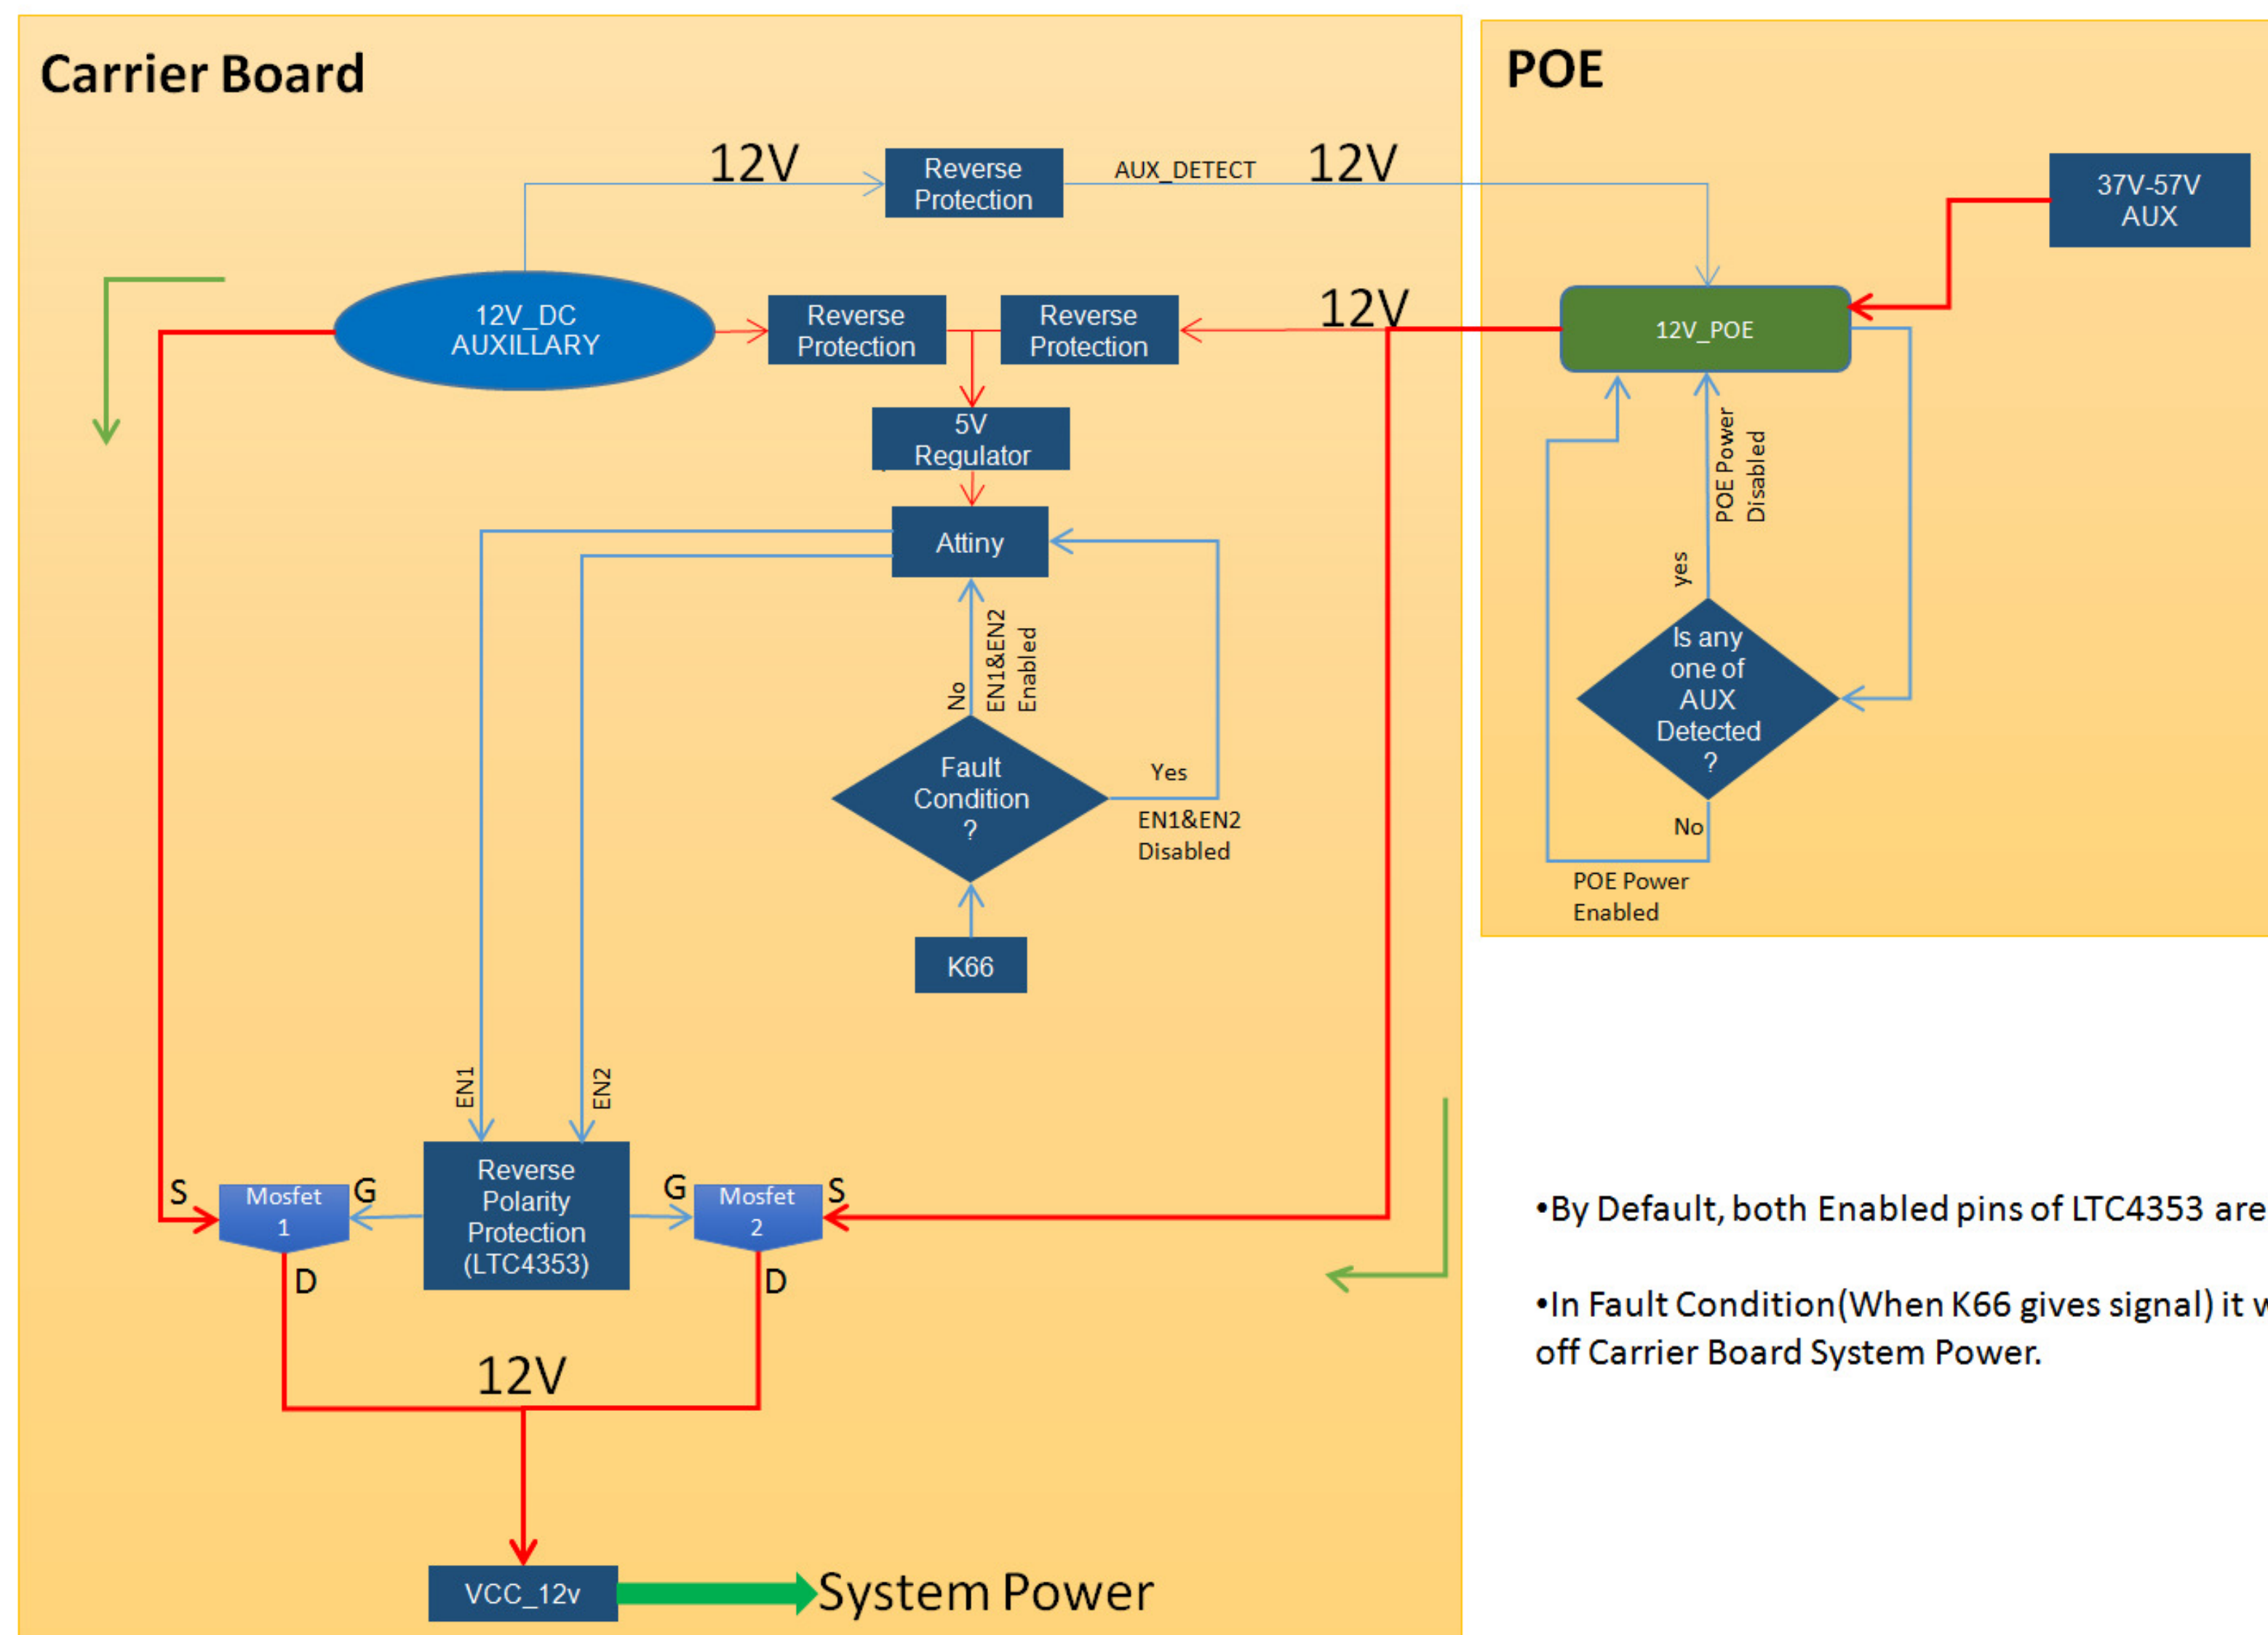 Carrier Board
POE
12V
Reverse
Protection
AUX_DETECT
12V
37V-57V
AUX
12V_DC
AUXILLARY
Reverse
Protection
Reverse
Protection
12V
12V_POE
5V
Regulator
POE Power
Disabled
yes
Attiny
EN1&EN2
Enabled
No
Is any
one of
AUX
Detected
?
Fault
Condition
?
Yes
EN1&EN2
Disabled
No
POE Power
Enabled
K66
EN1
EN2
S
Mosfet
1
G
D
Reverse
Polarity
Protection
(LTC4353)
G
Mosfet
2
S
D
•By Default, both Enabled pins of LTC4353 are
•In Fault Condition(When K66 gives signal) it
off Carrier Board System Power.
12V
VCC_12v
System Power